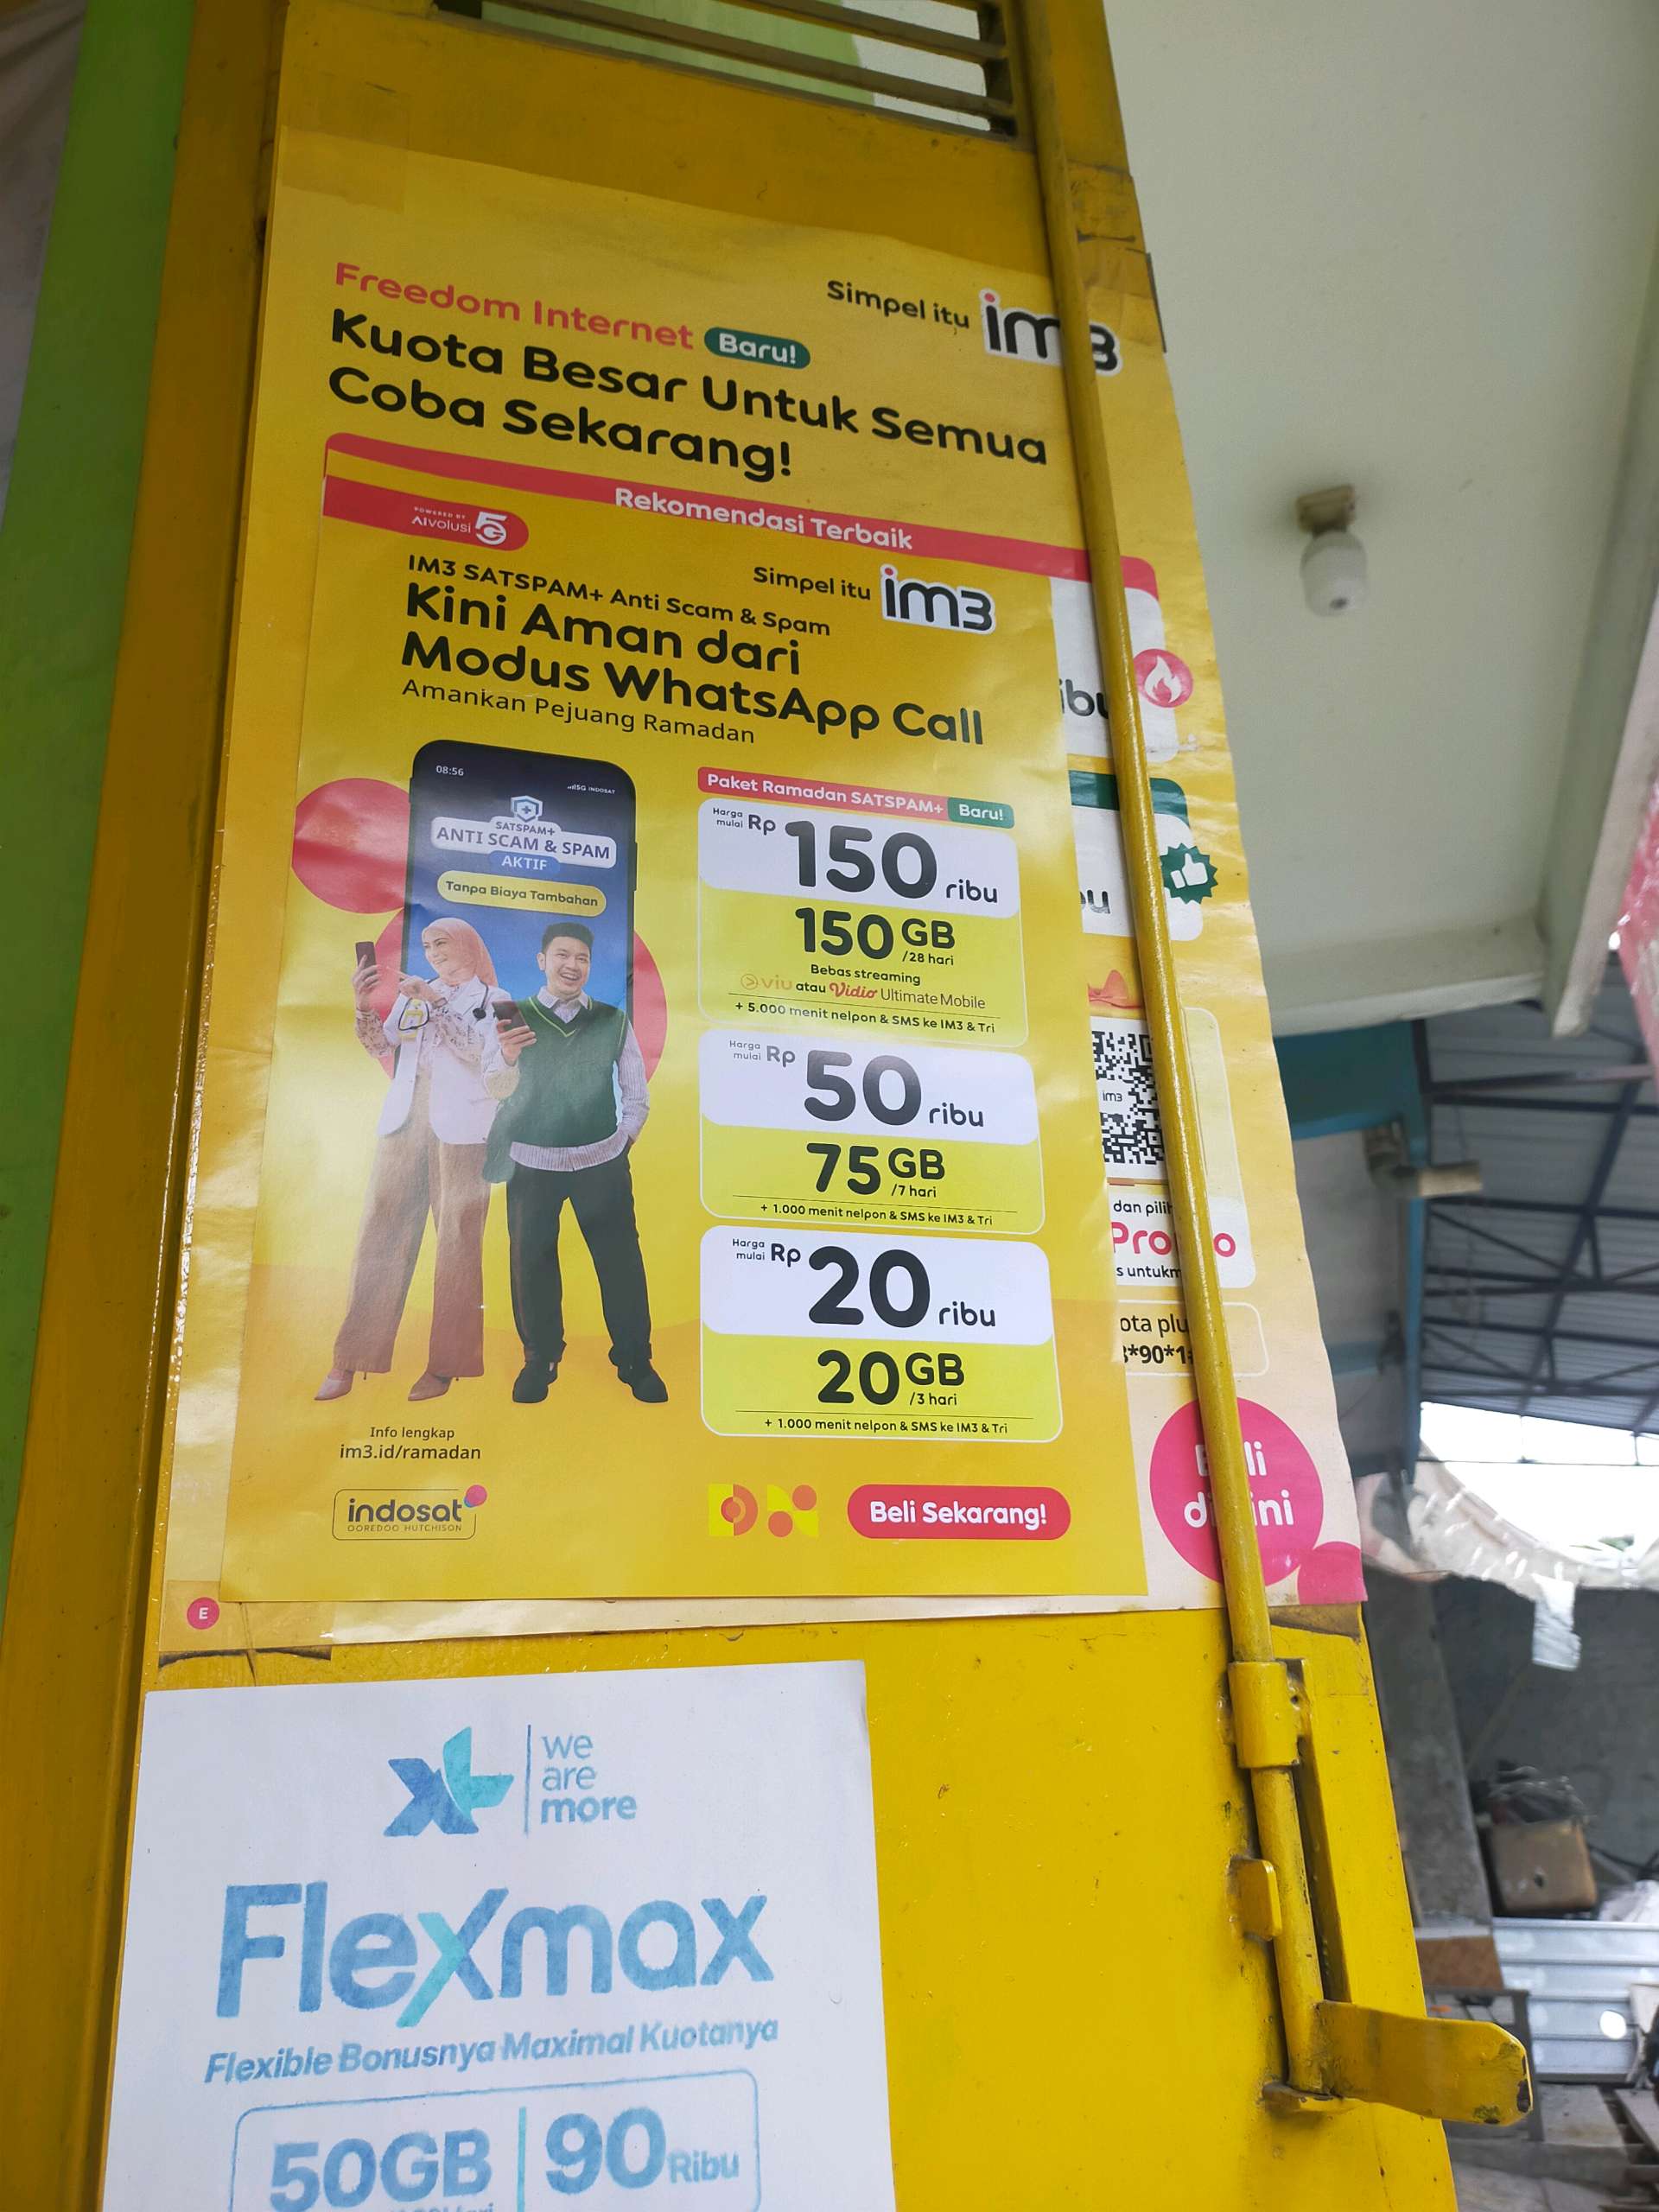 Simpel itu im3
Freedom Internet Baru!
Kuota Besar Untuk Semua
Coba Sekarang!
Rekomendasi Terbaik
POWERED BY
AIvolusi 5G
Simpel itu im3
IM3 SATSPAM+ Anti Scam & Spam
Kini Aman dari
Modus WhatsApp Call
Amankan Pejuang Ramadan
08:56
5G INDOSAT
SATSPAM+
ANTI SCAM & SPAM
AKTIF
Tanpa Biaya Tambahan
Paket Ramadan SATSPAM+ Baru!
Harga mulai Rp 150 ribu
150 GB /28 hari
Bebas streaming
viu atau Vidio Ultimate Mobile
+ 5.000 menit nelpon & SMS ke IM3 & Tri
Harga mulai Rp 50 ribu
75 GB /7 hari
+ 1.000 menit nelpon & SMS ke IM3 & Tri
Harga mulai Rp 20 ribu
20 GB /3 hari
+ 1.000 menit nelpon & SMS ke IM3 & Tri
Info lengkap
im3.id/ramadan
indosat
OOREDOO HUTCHISON
Beli Sekarang!
im3
dan
E
XL we
are
more
Flexmax
Flexible Bonusnya Maximal Kuotanya
50GB 90 Ribu